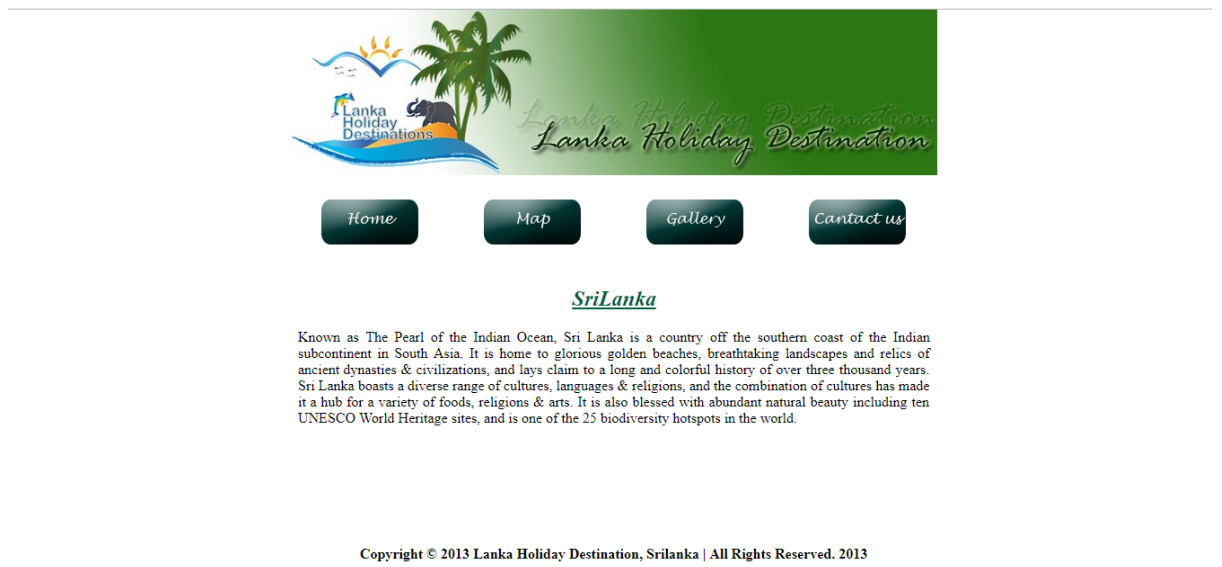 Lanka
Holiday
Destinations
Lanka Holiday Destination
Lanka Holiday Destination
Home
Map
Gallery
Cantact us
SriLanka
Known as The Pearl of the Indian Ocean, Sri Lanka is a country off the southern coast of the Indian
subcontinent in South Asia. It is home to glorious golden beaches, breathtaking landscapes and relics of
ancient dynasties & civilizations, and lays claim to a long and colorful history of over three thousand years.
Sri Lanka boasts a diverse range of cultures, languages & religions, and the combination of cultures has made
it a hub for a variety of foods, religions & arts. It is also blessed with abundant natural beauty including ten
UNESCO World Heritage sites, and is one of the 25 biodiversity hotspots in the world.
Copyright © 2013 Lanka Holiday Destination, Srilanka | All Rights Reserved. 2013